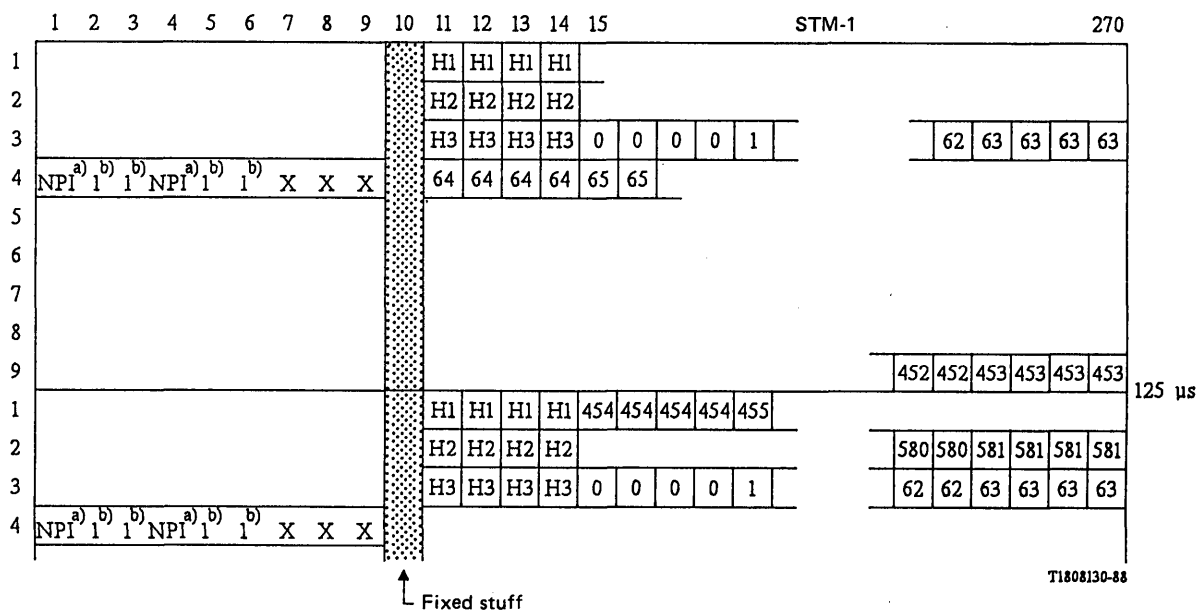 1 2 3 4 5 6 7 8 9 10 11 12 13 14 15 STM-1 270
1 H1 H1 H1 H1
2 H2 H2 H2 H2
3 H3 H3 H3 H3 0 0 0 0 1 62 63 63 63 63
4 NPI a) 1 b) 1 b) NPI a) 1 b) 1 b) X X X 64 64 64 64 65 65
5
6
7
8
9 452 452 453 453 453 453
125 µs
1 H1 H1 H1 H1 454 454 454 454 455
2 H2 H2 H2 H2 580 580 581 581 581 581
3 H3 H3 H3 H3 0 0 0 0 1 62 62 63 63 63 63
4 NPI a) 1 b) 1 b) NPI a) 1 b) 1 b) X X X
T1808130-88
Fixed stuff